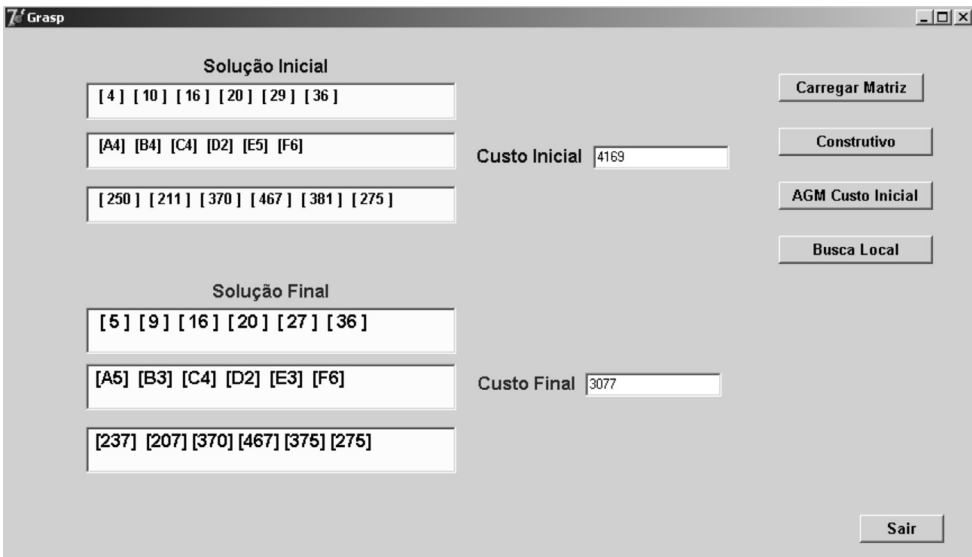 Grasp
Solução Inicial
[ 4 ] [ 10 ] [ 16 ] [ 20 ] [ 29 ] [ 36 ]
Carregar Matriz
[A4] [B4] [C4] [D2] [E5] [F6]
Construtivo
Custo Inicial 4169
[ 250 ] [ 211 ] [ 370 ] [ 467 ] [ 381 ] [ 275 ]
AGM Custo Inicial
Busca Local
Solução Final
[ 5 ] [ 9 ] [ 16 ] [ 20 ] [ 27 ] [ 36 ]
[A5] [B3] [C4] [D2] [E3] [F6]
Custo Final 3077
[237] [207] [370] [467] [375] [275]
Sair